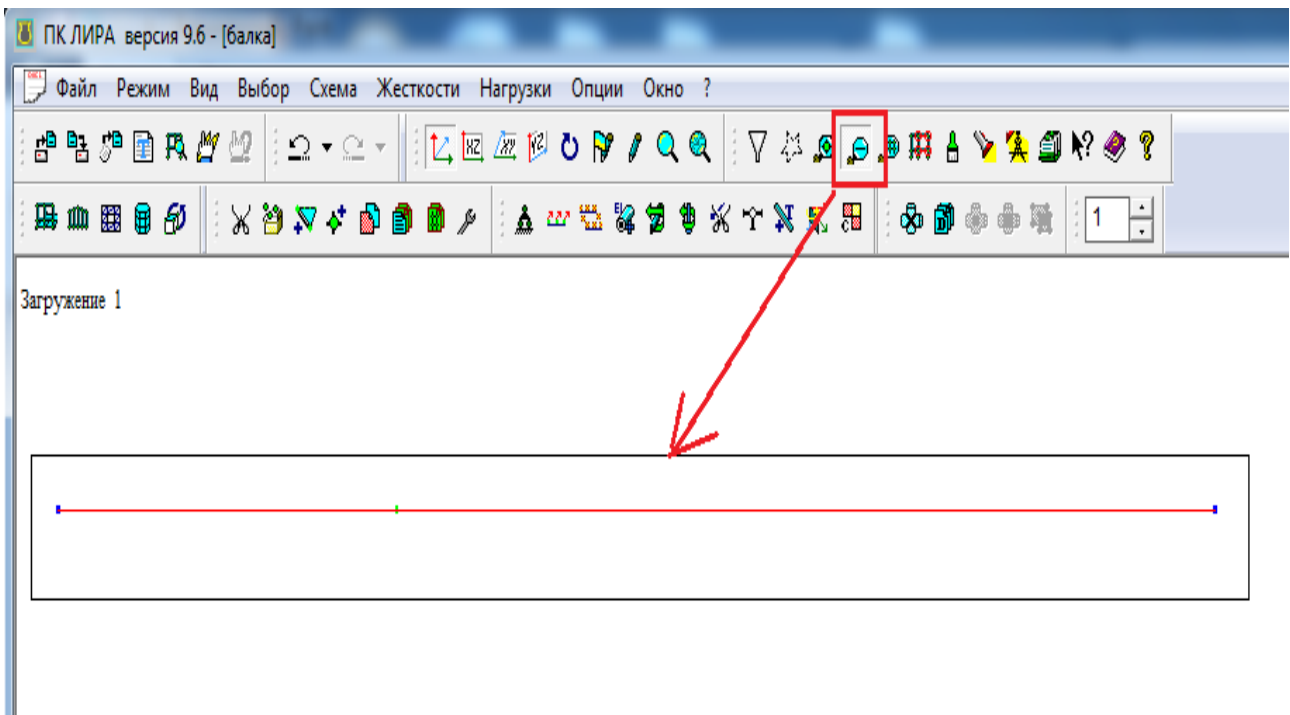 ПК ЛИРА версия 9.6 - [балка]
Файл Режим Вид Выбор Схема Жесткости Нагрузки Опции Окно ?
XZ
1
Загружение 1